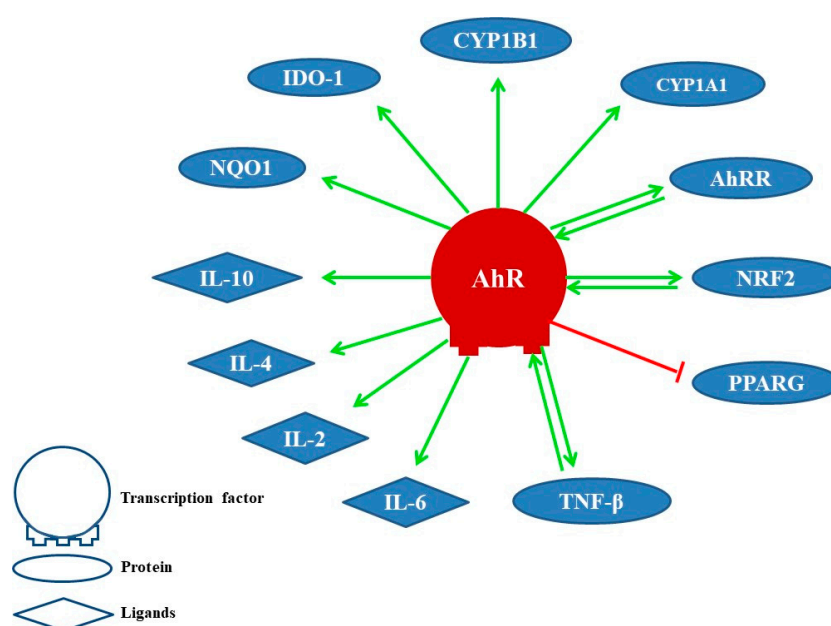 CYP1B1
IDO-1
CYP1A1
NQO1
AhRR
IL-10
AhR
NRF2
IL-4
PPARG
IL-2
IL-6
TNF-β
Transcription factor
Protein
Ligands